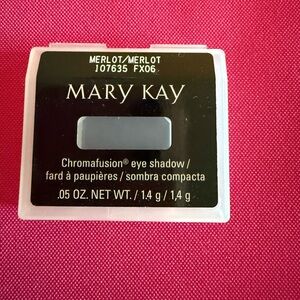 MERLOT/MERLOT
107635 FX06
MARY KAY
Chromafusion® eye shadow /
fard à paupières / sombra compacta
.05 OZ. NET WT. / 1.4 g / 1,4 g